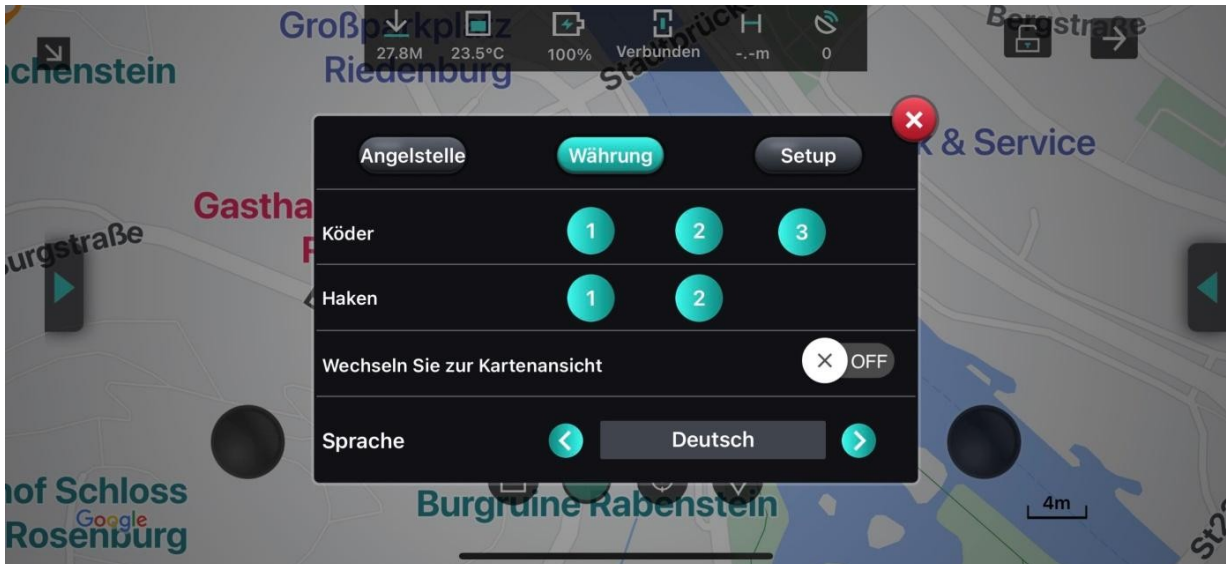 Großparkplatz
Riedenburg
Bergstraße
27.8M
23.5°C
100%
Verbunden
-.-m
0
chenstein
Angelstelle
Währung
Setup
& Service
Gastha
urgstraße
Köder
1
2
3
Haken
1
2
Wechseln Sie zur Kartenansicht
OFF
Sprache
Deutsch
of Schloss
Rosenburg
Google
Burgruine Rabenstein
4m